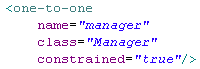 <one-to-one
name="manager"
class="Manager"
constrained="true"/>